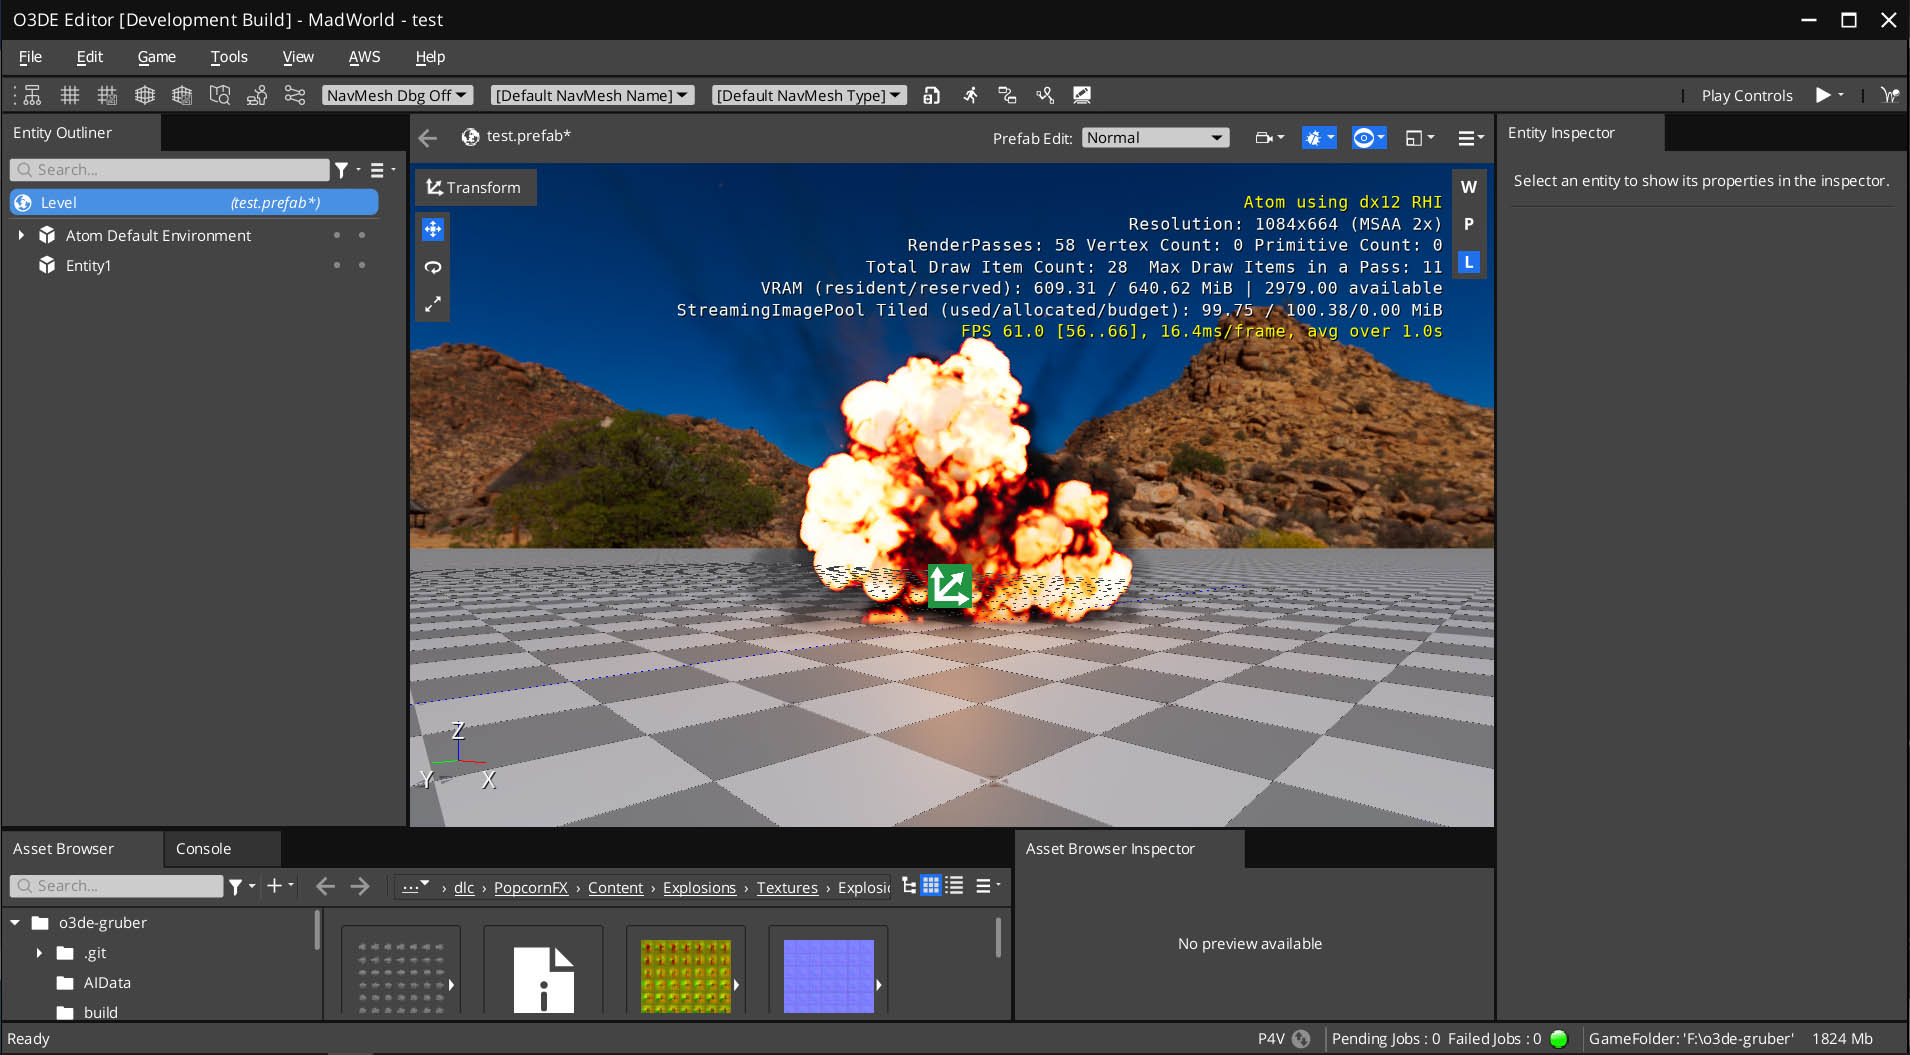 O3DE Editor [Development Build] - MadWorld - test
File Edit Game Tools View AWS Help
NavMesh Dbg Off [Default NavMesh Name] [Default NavMesh Type] Play Controls
Entity Outliner
Search...
Level (test.prefab*)
Atom Default Environment
Entity1
test.prefab*
Prefab Edit: Normal
Transform
Atom using dx12 RHI
Resolution: 1084x664 (MSAA 2x)
RenderPasses: 58 Vertex Count: 0 Primitive Count: 0
Total Draw Item Count: 28 Max Draw Items in a Pass: 11
VRAM (resident/reserved): 609.31 / 640.62 MiB | 2979.00 available
StreamingImagePool Tiled (used/allocated/budget): 99.75 / 100.38/0.00 MiB
FPS 61.0 [56..66], 16.4ms/frame, avg over 1.0s
W
P
L
Z
Y X
Entity Inspector
Select an entity to show its properties in the inspector.
Asset Browser Console
Search...
... › dlc › PopcornFX › Content › Explosions › Textures › Explosi
o3de-gruber
.git
AIData
build
Asset Browser Inspector
No preview available
Ready
P4V Pending Jobs : 0 Failed Jobs : 0 GameFolder: 'F:\o3de-gruber' 1824 Mb